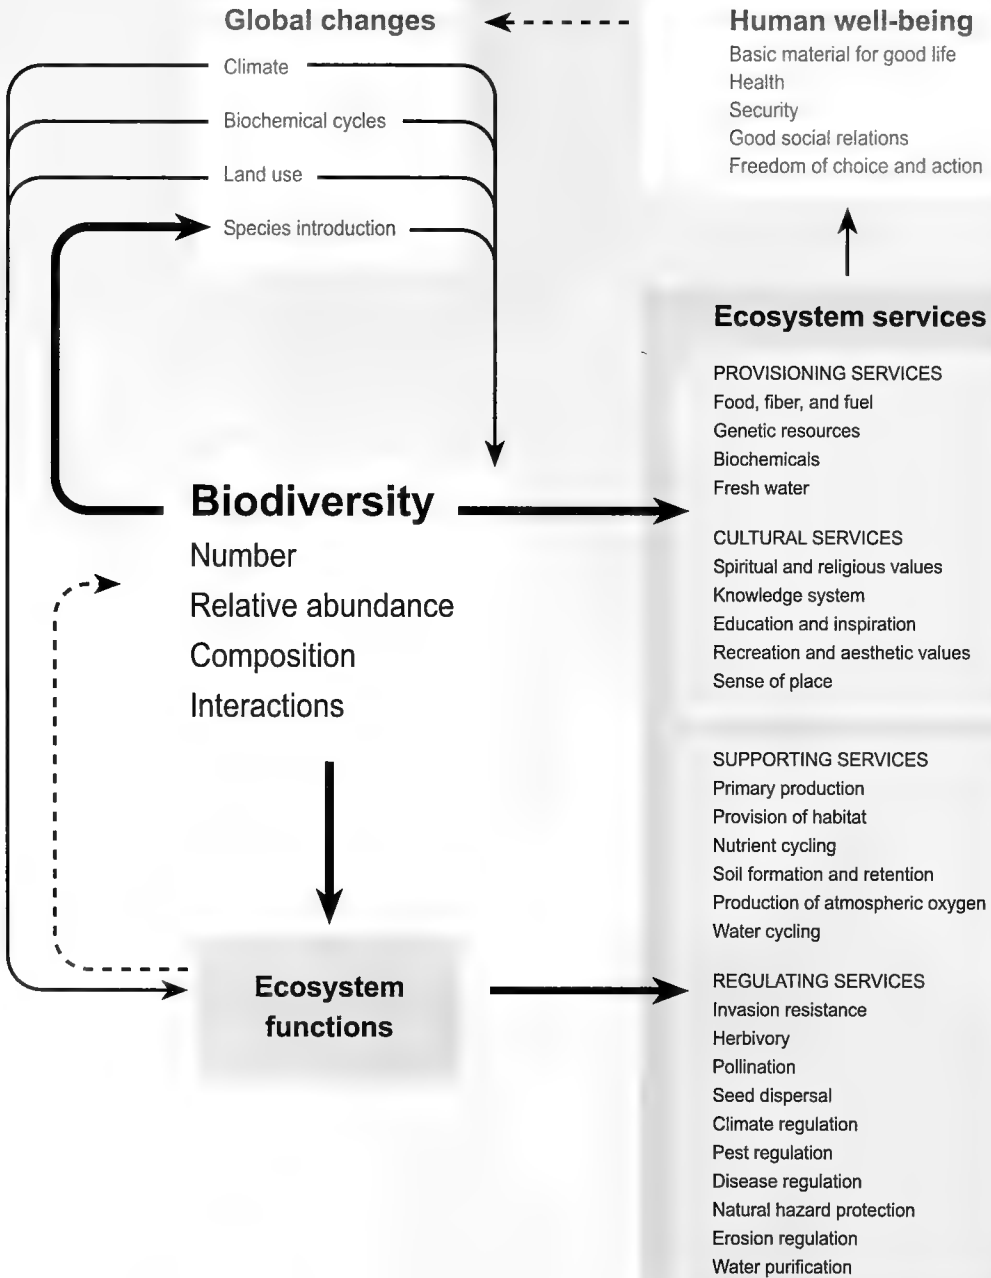 Global changes
Climate
Biochemical cycles
Land use
Species introduction
Human well-being
Basic material for good life
Health
Security
Good social relations
Freedom of choice and action
Biodiversity
Number
Relative abundance
Composition
Interactions
Ecosystem
functions
Ecosystem services
PROVISIONING SERVICES
Food, fiber, and fuel
Genetic resources
Biochemicals
Fresh water
CULTURAL SERVICES
Spiritual and religious values
Knowledge system
Education and inspiration
Recreation and aesthetic values
Sense of place
SUPPORTING SERVICES
Primary production
Provision of habitat
Nutrient cycling
Soil formation and retention
Production of atmospheric oxygen
Water cycling
REGULATING SERVICES
Invasion resistance
Herbivory
Pollination
Seed dispersal
Climate regulation
Pest regulation
Disease regulation
Natural hazard protection
Erosion regulation
Water purification